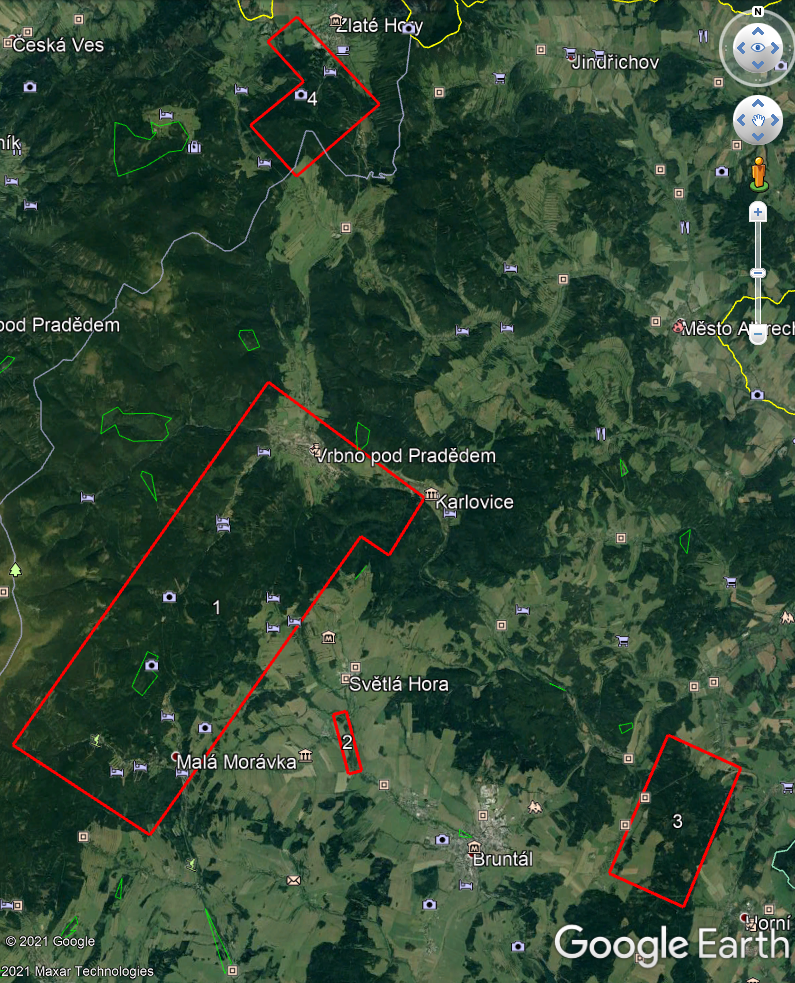 Zlaté Hory
N
Česká Ves
Jindřichov
4
ník
pod Pradědem
Město A
Vrbno pod Pradědem
Karlovice
1
Světlá Hora
2
Malá Morávka
3
Bruntál
Horní
© 2021 Google
2021 Maxar Technologies
Google Earth